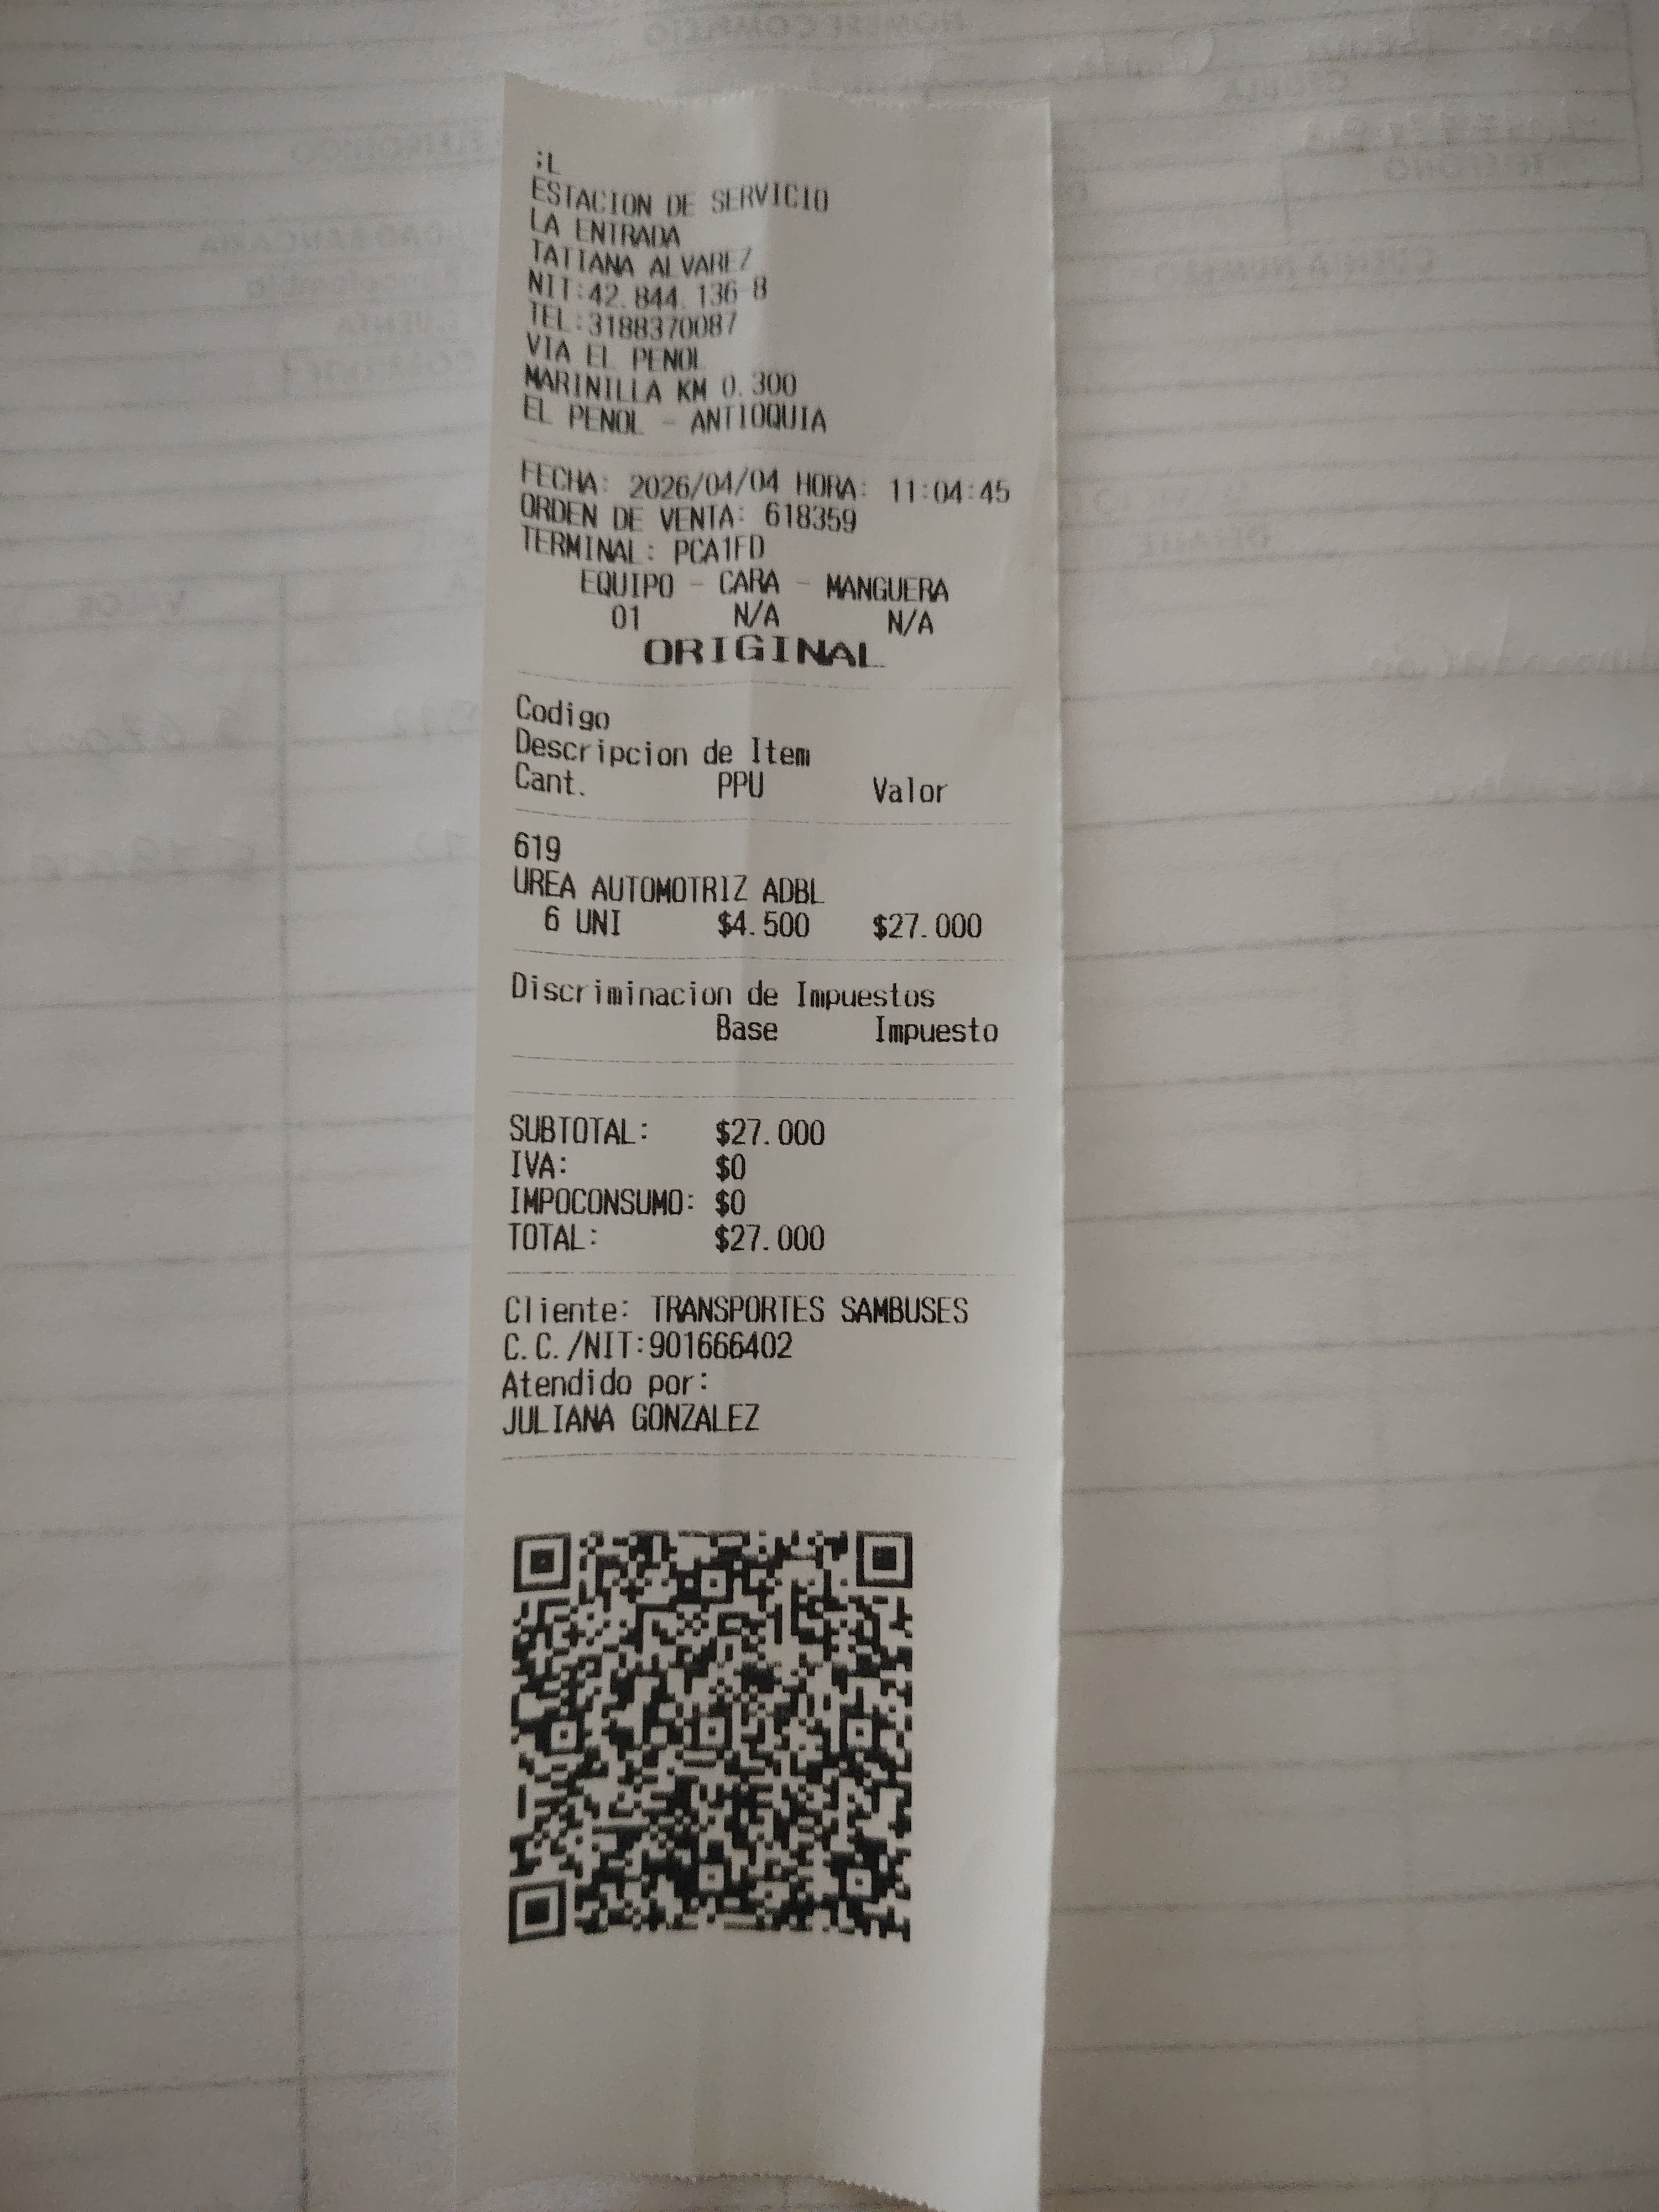 :L
ESTACION DE SERVICIO
LA ENTRADA
TATIANA ALVAREZ
NIT:42.844.136-8
TEL:3188370087
VIA EL PENOL
MARINILLA KM 0.300
EL PENOL - ANTIOQUIA
FECHA: 2026/04/04 HORA: 11:04:45
ORDEN DE VENTA: 618359
TERMINAL: PCA1FD
EQUIPO - CARA - MANGUERA
01 N/A N/A
ORIGINAL
Codigo
Descripcion de Item
Cant. PPU Valor
619
UREA AUTOMOTRIZ ADBL
6 UNI $4.500 $27.000
Discriminacion de Impuestos
Base Impuesto
SUBTOTAL: $27.000
IVA: $0
IMPOCONSUMO: $0
TOTAL: $27.000
Cliente: TRANSPORTES SAMBUSES
C.C./NIT:901666402
Atendido por:
JULIANA GONZALEZ